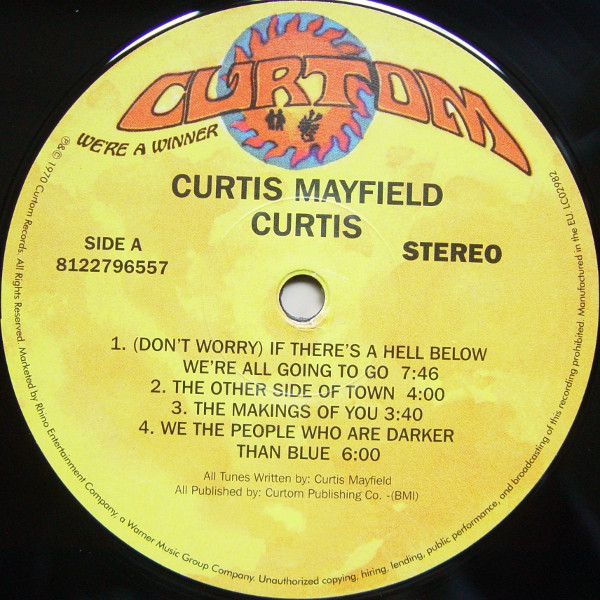 CURTOM
WE'RE A WINNER
CURTIS MAYFIELD
CURTIS
SIDE A
8122796557
STEREO
1. (DON'T WORRY) IF THERE'S A HELL BELOW
WE'RE ALL GOING TO GO 7:46
2. THE OTHER SIDE OF TOWN 4:00
3. THE MAKINGS OF YOU 3:40
4. WE THE PEOPLE WHO ARE DARKER
THAN BLUE 6:00
All Tunes Written by: Curtis Mayfield
All Published by: Curtom Publishing Co. -(BMI)
P&© 1970 Curtom Records. All Rights Reserved. Marketed by Rhino Entertainment Company, a Warner Music Group Company. Unauthorized copying, hiring, lending, public performance, and broadcasting of this recording prohibited. Manufactured in the EU. LC02982